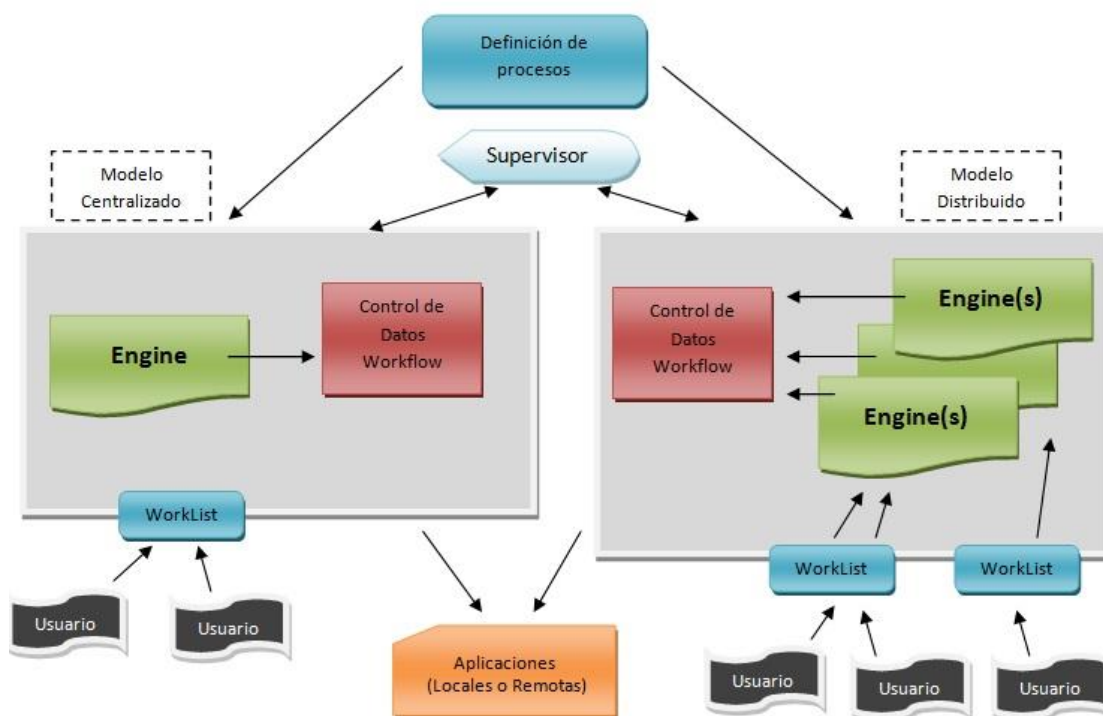 Definición de
procesos
Supervisor
Modelo
Centralizado
Modelo
Distribuido
Engine
Control de
Datos
Workflow
Control de
Datos
Workflow
Engine(s)
Engine(s)
WorkList
WorkList
WorkList
Usuario
Usuario
Aplicaciones
(Locales o Remotas)
Usuario
Usuario
Usuario